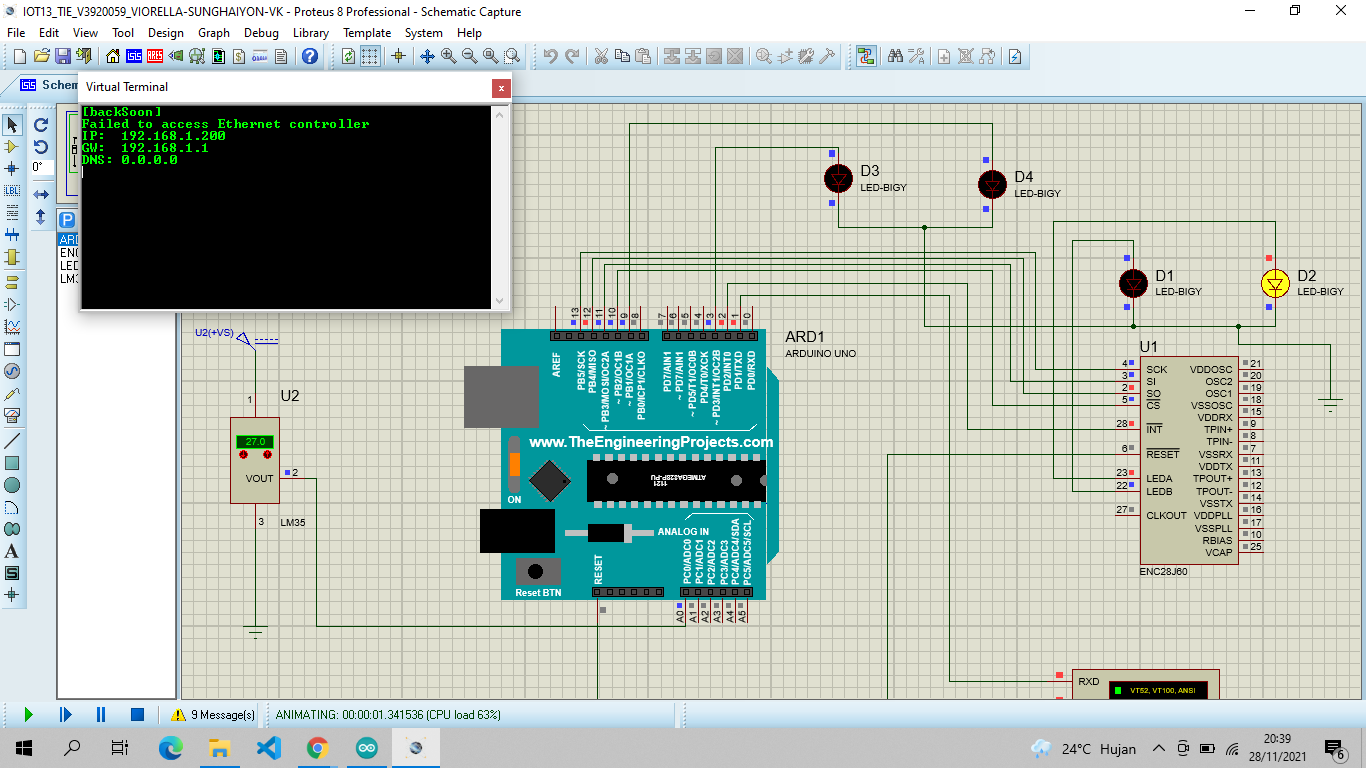 IOT13_TIE_V3920059_VIORELLA-SUNGHAIYON-VK - Proteus 8 Professional - Schematic Capture
File Edit View Tool Design Graph Debug Library Template System Help
Schem
Virtual Terminal
[backSoon]
Failed to access Ethernet controller
IP: 192.168.1.200
GW: 192.168.1.1
DNS: 0.0.0.0
0°
LBL
P
ARD
ENC
LED
LM3
D3
LED-BIGY
D4
LED-BIGY
D1
LED-BIGY
D2
LED-BIGY
U2(+VS)
U2
1
27.0
VOUT
2
3
LM35
13
12
11
10
9
8
7
6
5
4
3
2
1
0
ARD1
ARDUINO UNO
AREF
PB5/SCK
PB4/MISO
~ PB3/MOSI/OC2A
~ PB2/OC1B
~ PB1/OC1A
PB0/ICP1/CLKO
PD7/AIN1
~ PD7/AIN1
~ PD5/T1/OC0B
PD4/T0/XCK
~ PD3/INT1/OC2B
PD2/INT0
PD1/TXD
PD0/RXD
www.TheEngineeringProjects.com
ATMEGA328P-PU
1121
ON
ANALOG IN
RESET
PC0/ADC0
PC1/ADC1
PC2/ADC2
PC3/ADC3
PC4/ADC4/SDA
PC5/ADC5/SCL
Reset BTN
A0
A1
A2
A3
A4
A5
U1
4 SCK VDDOSC 21
3 SI OSC2 20
2 SO OSC1 19
5 CS VSSOSC 18
VDDRX 15
28 INT TPIN+ 9
TPIN- 8
6 RESET VSSRX 7
VDDTX 11
23 LEDA TPOUT+ 13
22 LEDB TPOUT- 12
VSSTX 14
27 CLKOUT VDDPLL 16
VSSPLL 17
RBIAS 10
VCAP 25
ENC28J60
RXD
VT52, VT100, ANSI
9 Message(s)
ANIMATING: 00:00:01.341536 (CPU load 63%)
24°C Hujan
20:39
28/11/2021
6